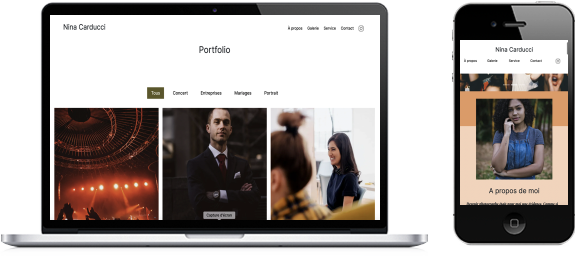 Nina Carducci
À propos Galerie Service Contact
Portfolio
Tous Concert Entreprises Mariages Portrait
Capture d'écran
Nina Carducci
À propos Galerie Service Contact
A propos de moi